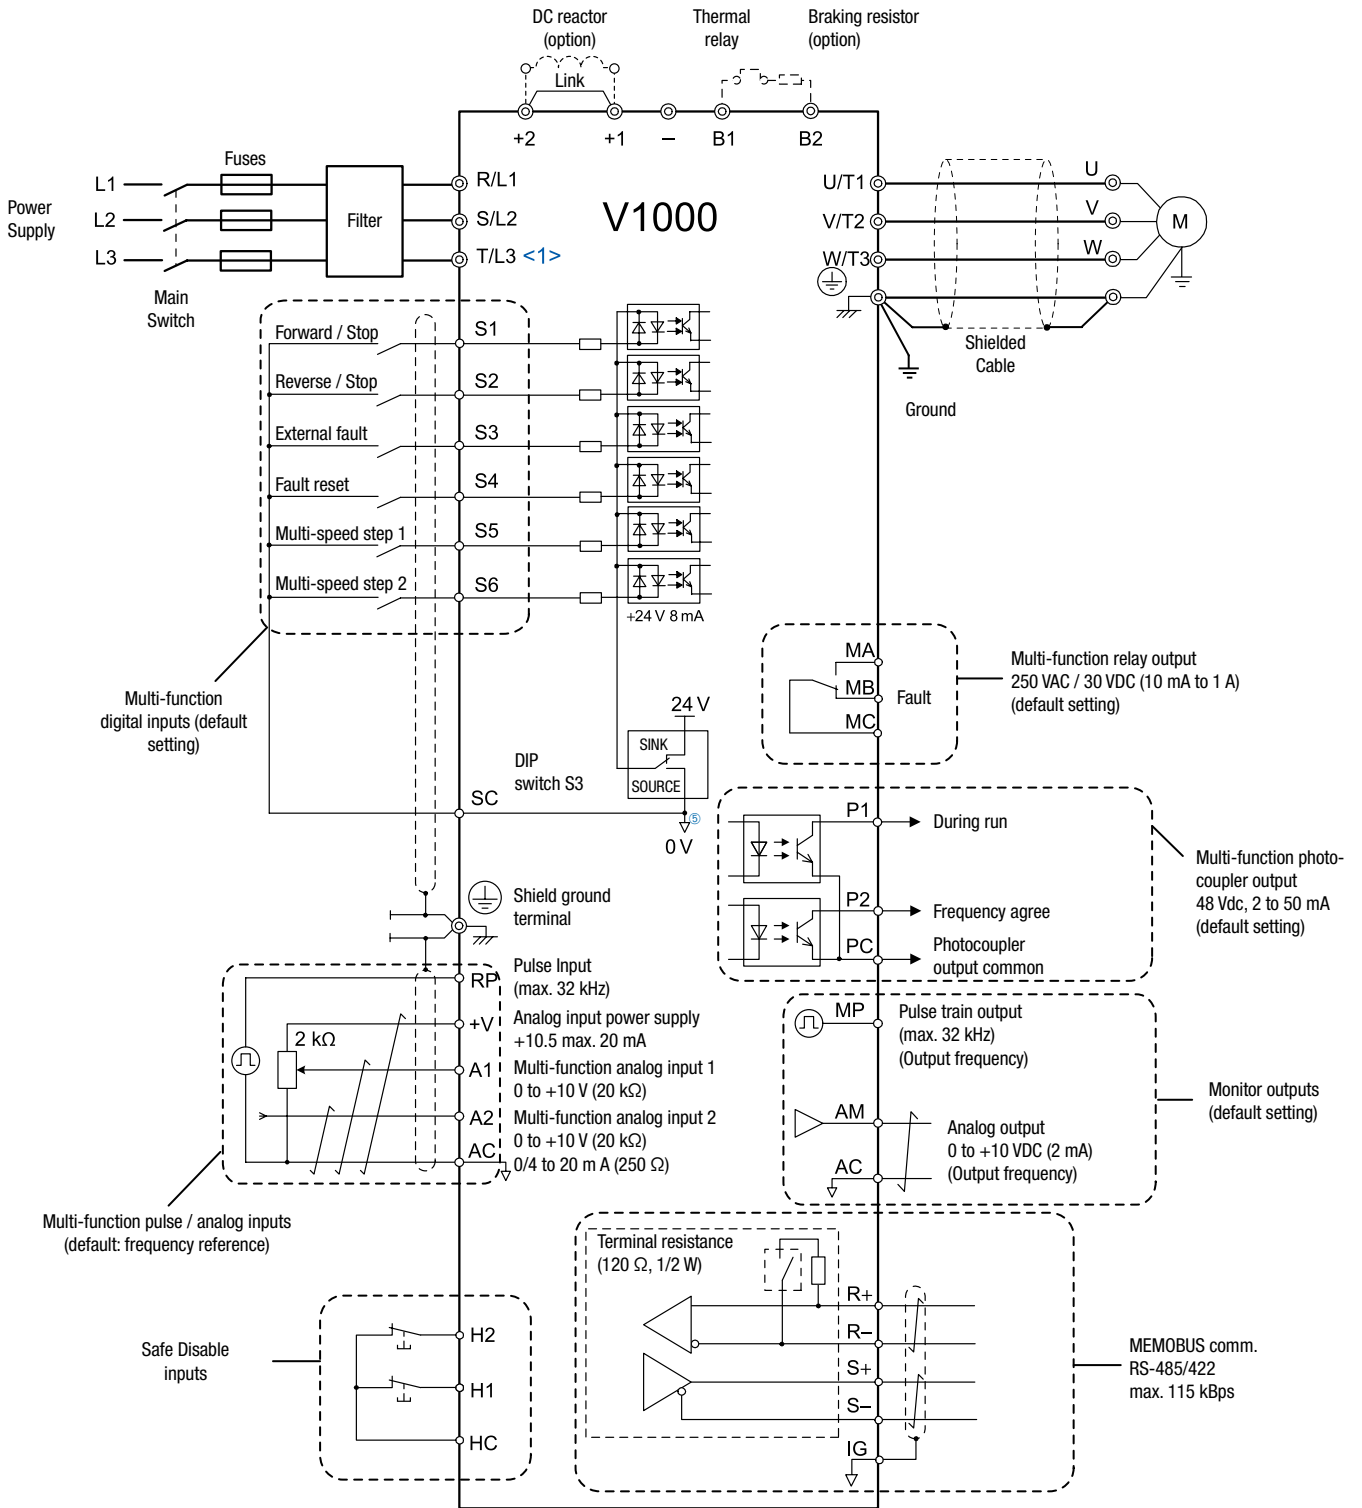 DC reactor
(option)
Thermal
relay
Braking resistor
(option)
Link
+2
+1
–
B1
B2
Power
Supply
L1
L2
L3
Fuses
Filter
Main
Switch
R/L1
S/L2
T/L3 <1>
V1000
U/T1
V/T2
W/T3
U
V
W
M
Shielded
Cable
Ground
Forward / Stop
S1
Reverse / Stop
S2
External fault
S3
Fault reset
S4
Multi-speed step 1
S5
Multi-speed step 2
S6
+24 V 8 mA
Multi-function
digital inputs (default
setting)
DIP
switch S3
24 V
SINK
SOURCE
SC
⑤
0 V
MA
MB
MC
Fault
Multi-function relay output
250 VAC / 30 VDC (10 mA to 1 A)
(default setting)
P1
During run
P2
Frequency agree
PC
Photocoupler
output common
Multi-function photo-
coupler output
48 Vdc, 2 to 50 mA
(default setting)
Shield ground
terminal
RP
Pulse Input
(max. 32 kHz)
+V
Analog input power supply
+10.5 max. 20 mA
2 kΩ
A1
Multi-function analog input 1
0 to +10 V (20 kΩ)
A2
Multi-function analog input 2
0 to +10 V (20 kΩ)
0/4 to 20 m A (250 Ω)
AC
Multi-function pulse / analog inputs
(default: frequency reference)
MP
Pulse train output
(max. 32 kHz)
(Output frequency)
AM
Analog output
0 to +10 VDC (2 mA)
(Output frequency)
AC
Monitor outputs
(default setting)
Terminal resistance
(120 Ω, 1/2 W)
R+
R–
S+
S–
IG
MEMOBUS comm.
RS-485/422
max. 115 kBps
Safe Disable
inputs
H2
H1
HC